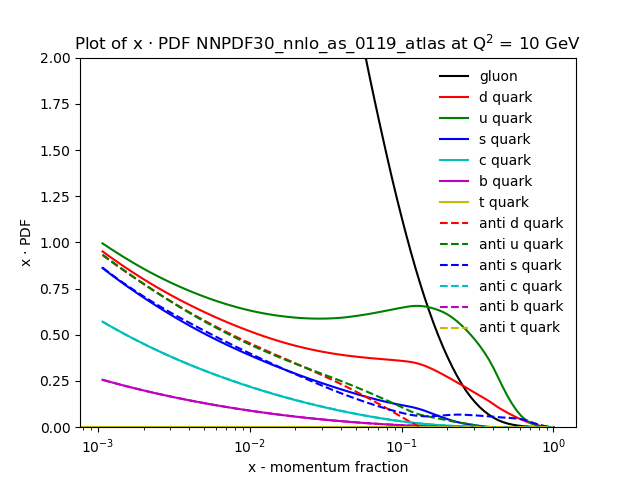 Plot of x · PDF NNPDF30_nnlo_as_0119_atlas at Q² = 10 GeV
2.00
1.75
1.50
1.25
1.00
0.75
0.50
0.25
0.00
x · PDF
gluon
d quark
u quark
s quark
c quark
b quark
t quark
anti d quark
anti u quark
anti s quark
anti c quark
anti b quark
anti t quark
10⁻³ 10⁻² 10⁻¹ 10⁰
x - momentum fraction